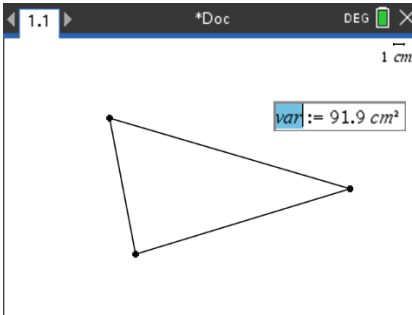 1.1 *Doc DEG
1 cm
var := 91.9 cm²